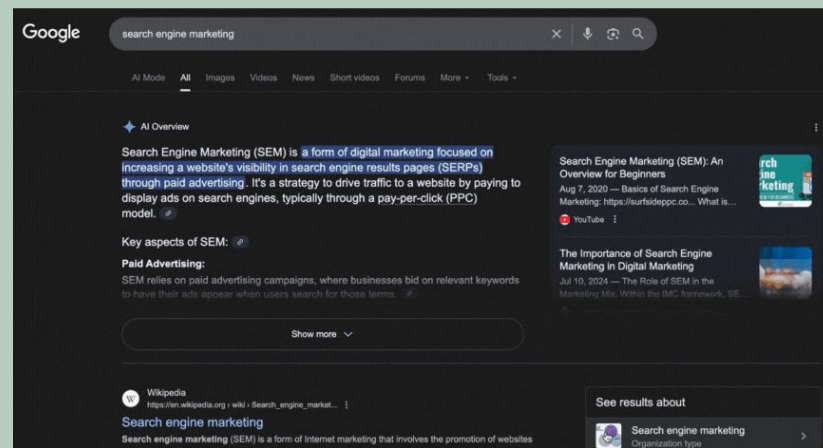 Google
search engine marketing
AI Mode All Images Videos News Short videos Forums More Tools
AI Overview
Search Engine Marketing (SEM) is a form of digital marketing focused on
increasing a website's visibility in search engine results pages (SERPs)
through paid advertising. It's a strategy to drive traffic to a website by paying to
display ads on search engines, typically through a pay-per-click (PPC)
model.
Key aspects of SEM:
Paid Advertising:
SEM relies on paid advertising campaigns, where businesses bid on relevant keywords
to have their ads appear when users search for those terms.
Show more
Search Engine Marketing (SEM): An
Overview for Beginners
Aug 7, 2020 — Basics of Search Engine
Marketing: https://surfsideppc.co... What is...
YouTube
The Importance of Search Engine
Marketing in Digital Marketing
Jul 10, 2024 — The Role of SEM in the
Marketing Mix. Within the IMC framework, SE...
W
Wikipedia
https://en.wikipedia.org › wiki › Search_engine_market...
Search engine marketing
Search engine marketing (SEM) is a form of Internet marketing that involves the promotion of websites
See results about
Search engine marketing
Organization type